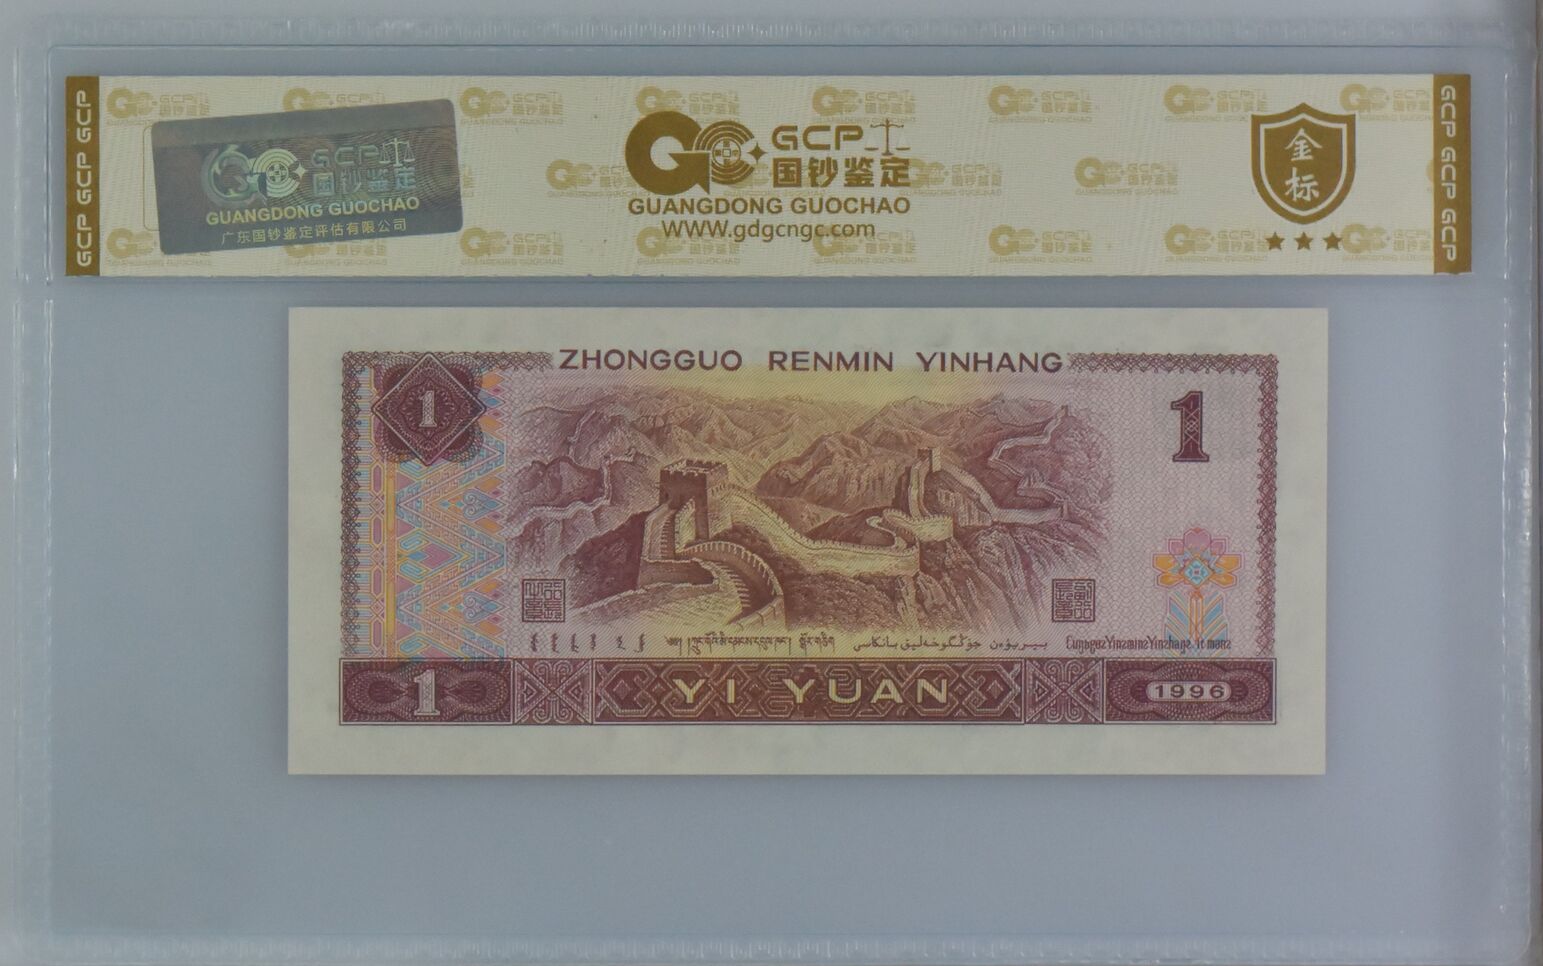 GCP GCP GCP
GCP
国钞鉴定
GUANGDONG GUOCHAO
广东国钞鉴定评估有限公司
GCP
国钞鉴定
GUANGDONG GUOCHAO
WWW.gdgcngc.com
金标
GCP GCP GCP
ZHONGGUO RENMIN YINHANG
1
1
1
YI YUAN
1996